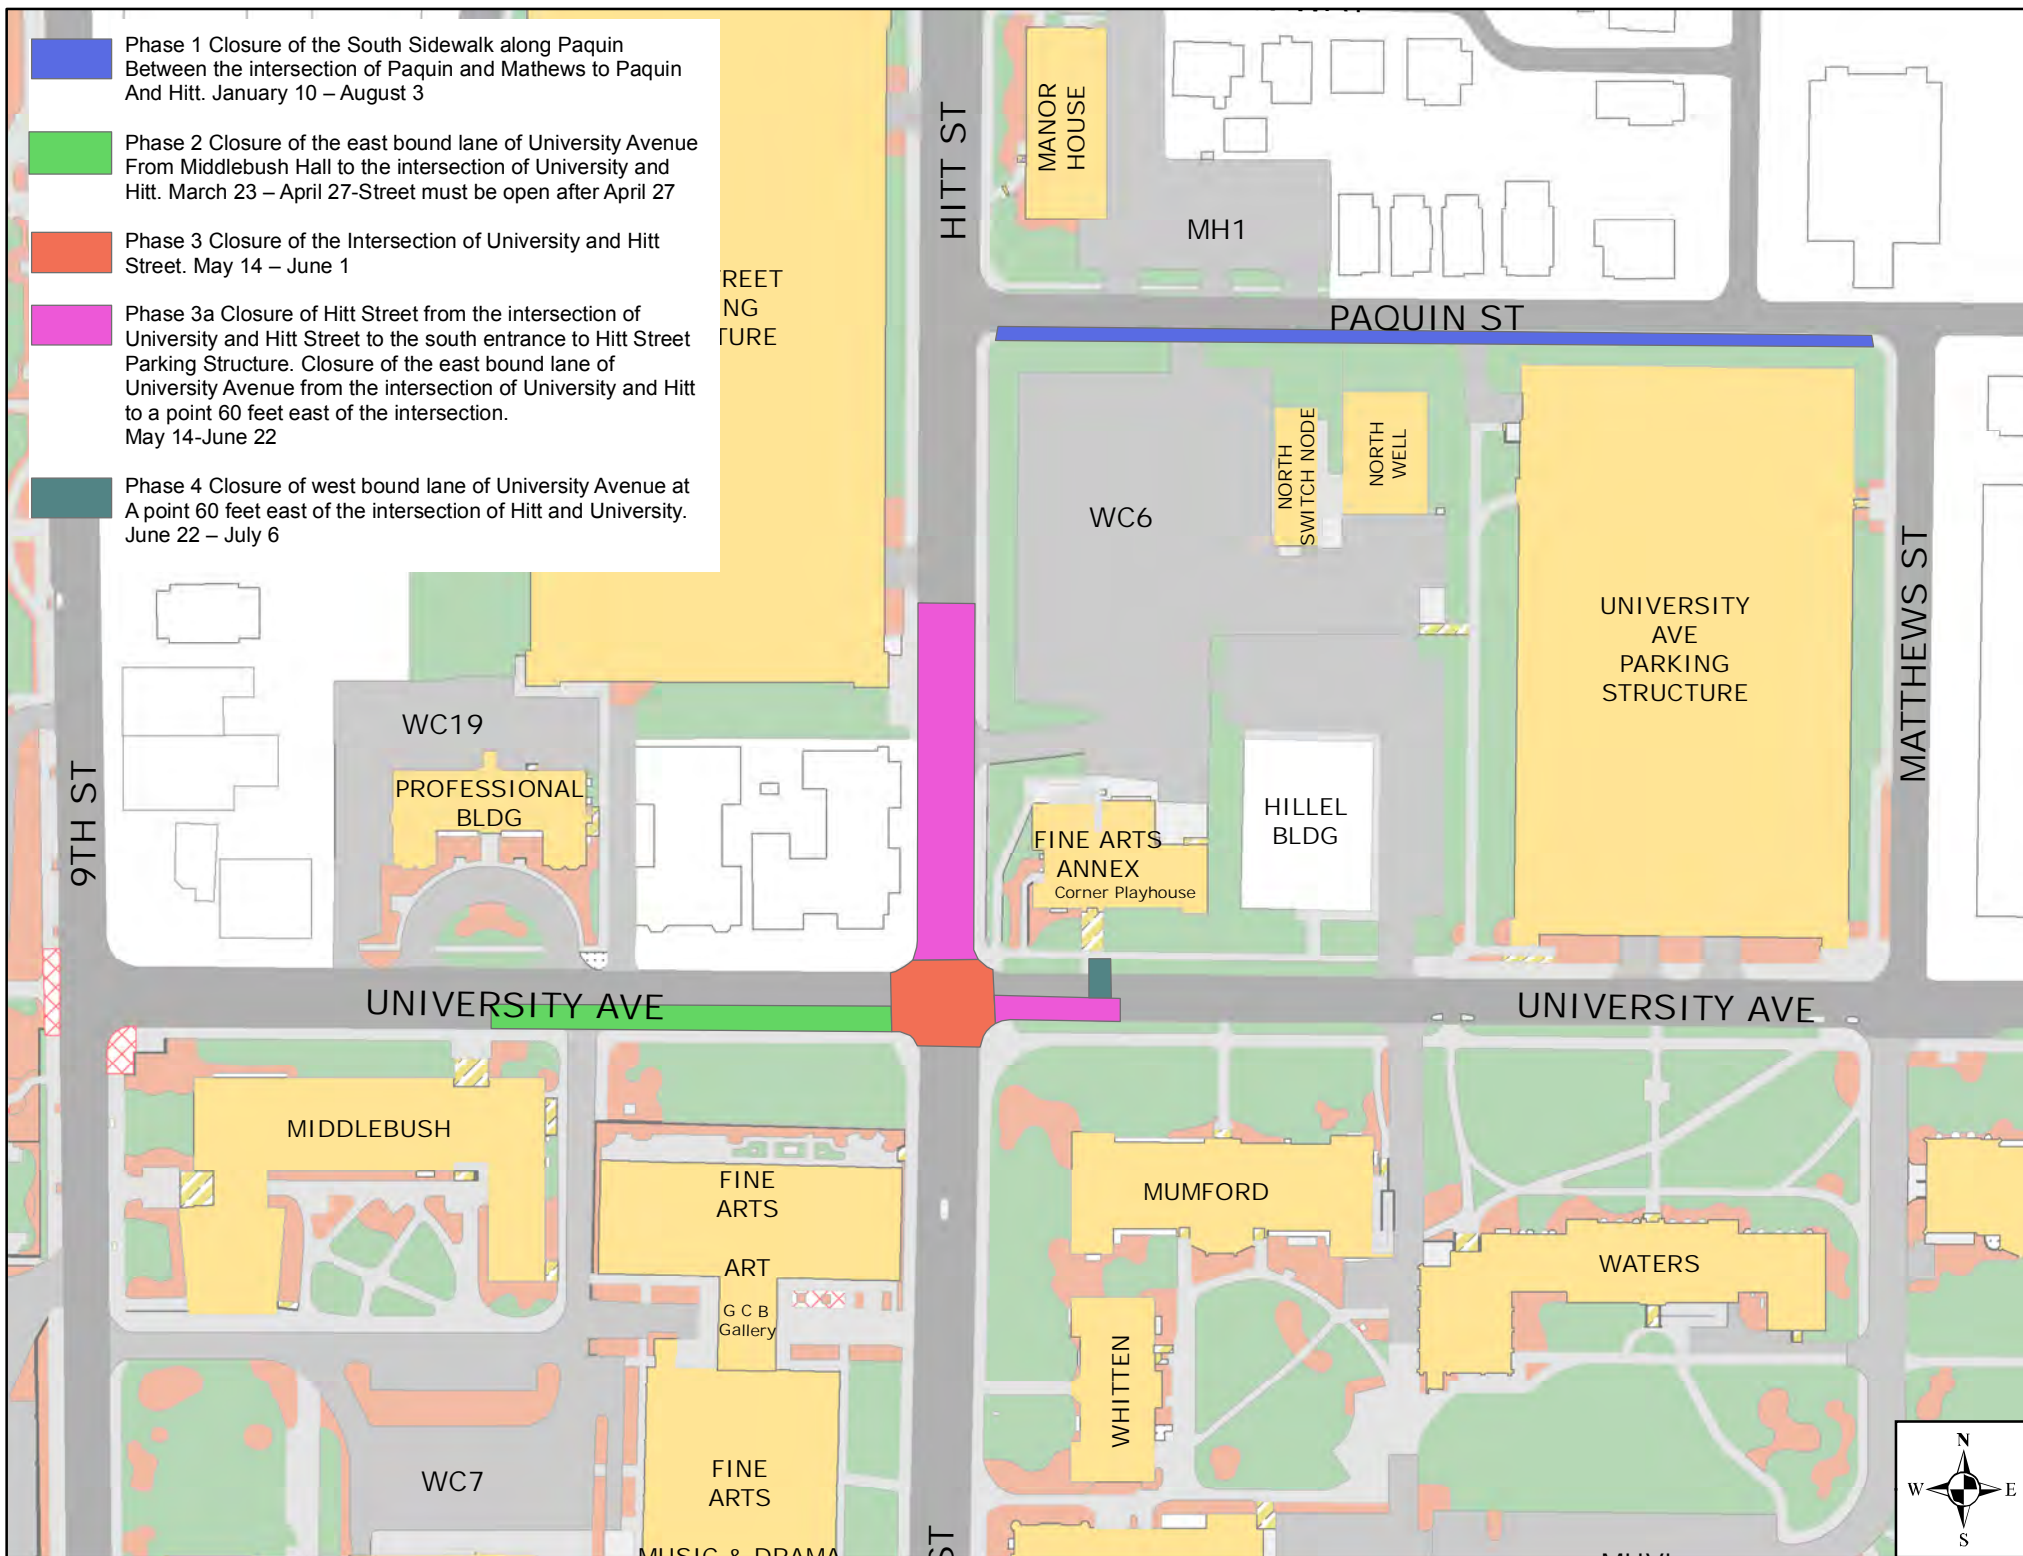 Phase 1 Closure of the South Sidewalk along Paquin
Between the intersection of Paquin and Mathews to Paquin
And Hitt. January 10 – August 3
Phase 2 Closure of the east bound lane of University Avenue
From Middlebush Hall to the intersection of University and
Hitt. March 23 – April 27-Street must be open after April 27
Phase 3 Closure of the Intersection of University and Hitt
Street. May 14 – June 1
Phase 3a Closure of Hitt Street from the intersection of
University and Hitt Street to the south entrance to Hitt Street
Parking Structure. Closure of the east bound lane of
University Avenue from the intersection of University and Hitt
to a point 60 feet east of the intersection.
May 14-June 22
Phase 4 Closure of west bound lane of University Avenue at
A point 60 feet east of the intersection of Hitt and University.
June 22 – July 6
REET
NG
TURE
HITT ST
MANOR
HOUSE
MH1
PAQUIN ST
WC6
NORTH
SWITCH NODE
NORTH
WELL
UNIVERSITY
AVE
PARKING
STRUCTURE
MATTHEWS ST
9TH ST
WC19
PROFESSIONAL
BLDG
FINE ARTS
ANNEX
Corner Playhouse
HILLEL
BLDG
UNIVERSITY AVE
UNIVERSITY AVE
MIDDLEBUSH
FINE
ARTS
ART
G C B
Gallery
MUMFORD
WATERS
WHITTEN
WC7
FINE
ARTS
MUSIC & DRAMA
ST
N
W E
S